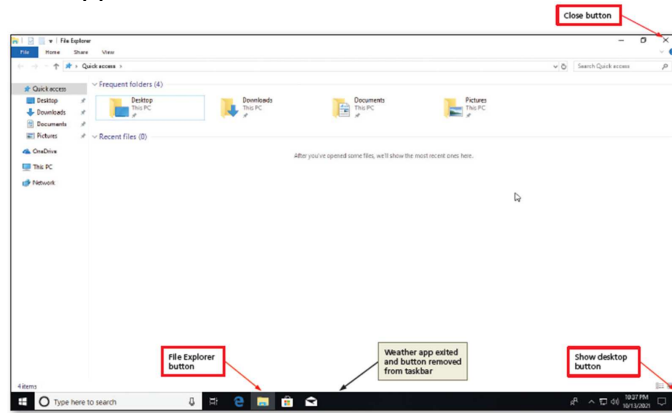 Close button
File Explorer
File Home Share View
Quick access
Search Quick access
Quick access
Desktop
Downloads
Documents
Pictures
OneDrive
This PC
Network
Frequent folders (4)
Desktop
This PC
Downloads
This PC
Documents
This PC
Pictures
This PC
Recent files (0)
After you've opened some files, we'll show the most recent ones here.
File Explorer
button
Weather app exited
and button removed
from taskbar
Show desktop
button
4 items
Type here to search
10:37 PM
10/13/2021